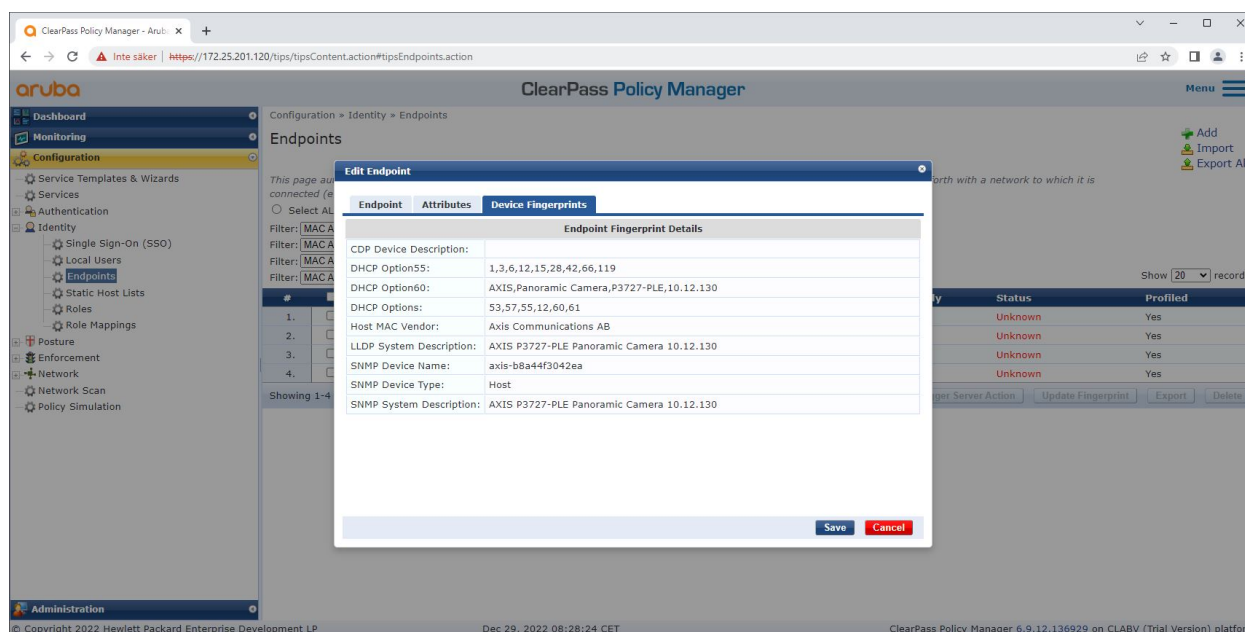 ClearPass Policy Manager - Arub
Inte säker | https://172.25.201.120/tips/tipsContent.action#tipsEndpoints.action
aruba
ClearPass Policy Manager
Menu
Dashboard
Monitoring
Configuration
Service Templates & Wizards
Services
Authentication
Identity
Single Sign-On (SSO)
Local Users
Endpoints
Static Host Lists
Roles
Role Mappings
Posture
Enforcement
Network
Network Scan
Policy Simulation
Administration
Configuration » Identity » Endpoints
Endpoints
Add
Import
Export Al
This page au
orth with a network to which it is
connected (e
Select AL
Filter: MAC A
Filter: MAC A
Filter: MAC A
Filter: MAC A
Show 20 record
# ly Status Profiled
1. Unknown Yes
2. Unknown Yes
3. Unknown Yes
4. Unknown Yes
Showing 1-4
ger Server Action Update Fingerprint Export Delete
Edit Endpoint
Endpoint Attributes Device Fingerprints
Endpoint Fingerprint Details
CDP Device Description:
DHCP Option55: 1,3,6,12,15,28,42,66,119
DHCP Option60: AXIS,Panoramic Camera,P3727-PLE,10.12.130
DHCP Options: 53,57,55,12,60,61
Host MAC Vendor: Axis Communications AB
LLDP System Description: AXIS P3727-PLE Panoramic Camera 10.12.130
SNMP Device Name: axis-b8a44f3042ea
SNMP Device Type: Host
SNMP System Description: AXIS P3727-PLE Panoramic Camera 10.12.130
Save Cancel
© Copyright 2022 Hewlett Packard Enterprise Development LP
Dec 29, 2022 08:28:24 CET
ClearPass Policy Manager 6.9.12.136929 on CLABV (Trial Version) platfor